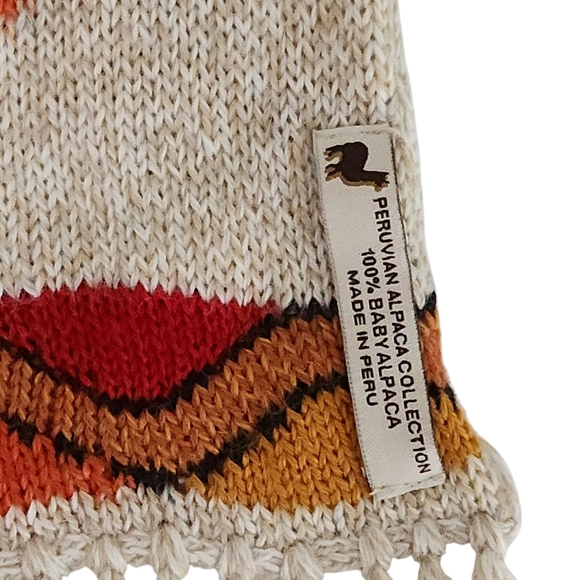 PERUVIAN ALPACA COLLECTION
100% BABY ALPACA
MADE IN PERU